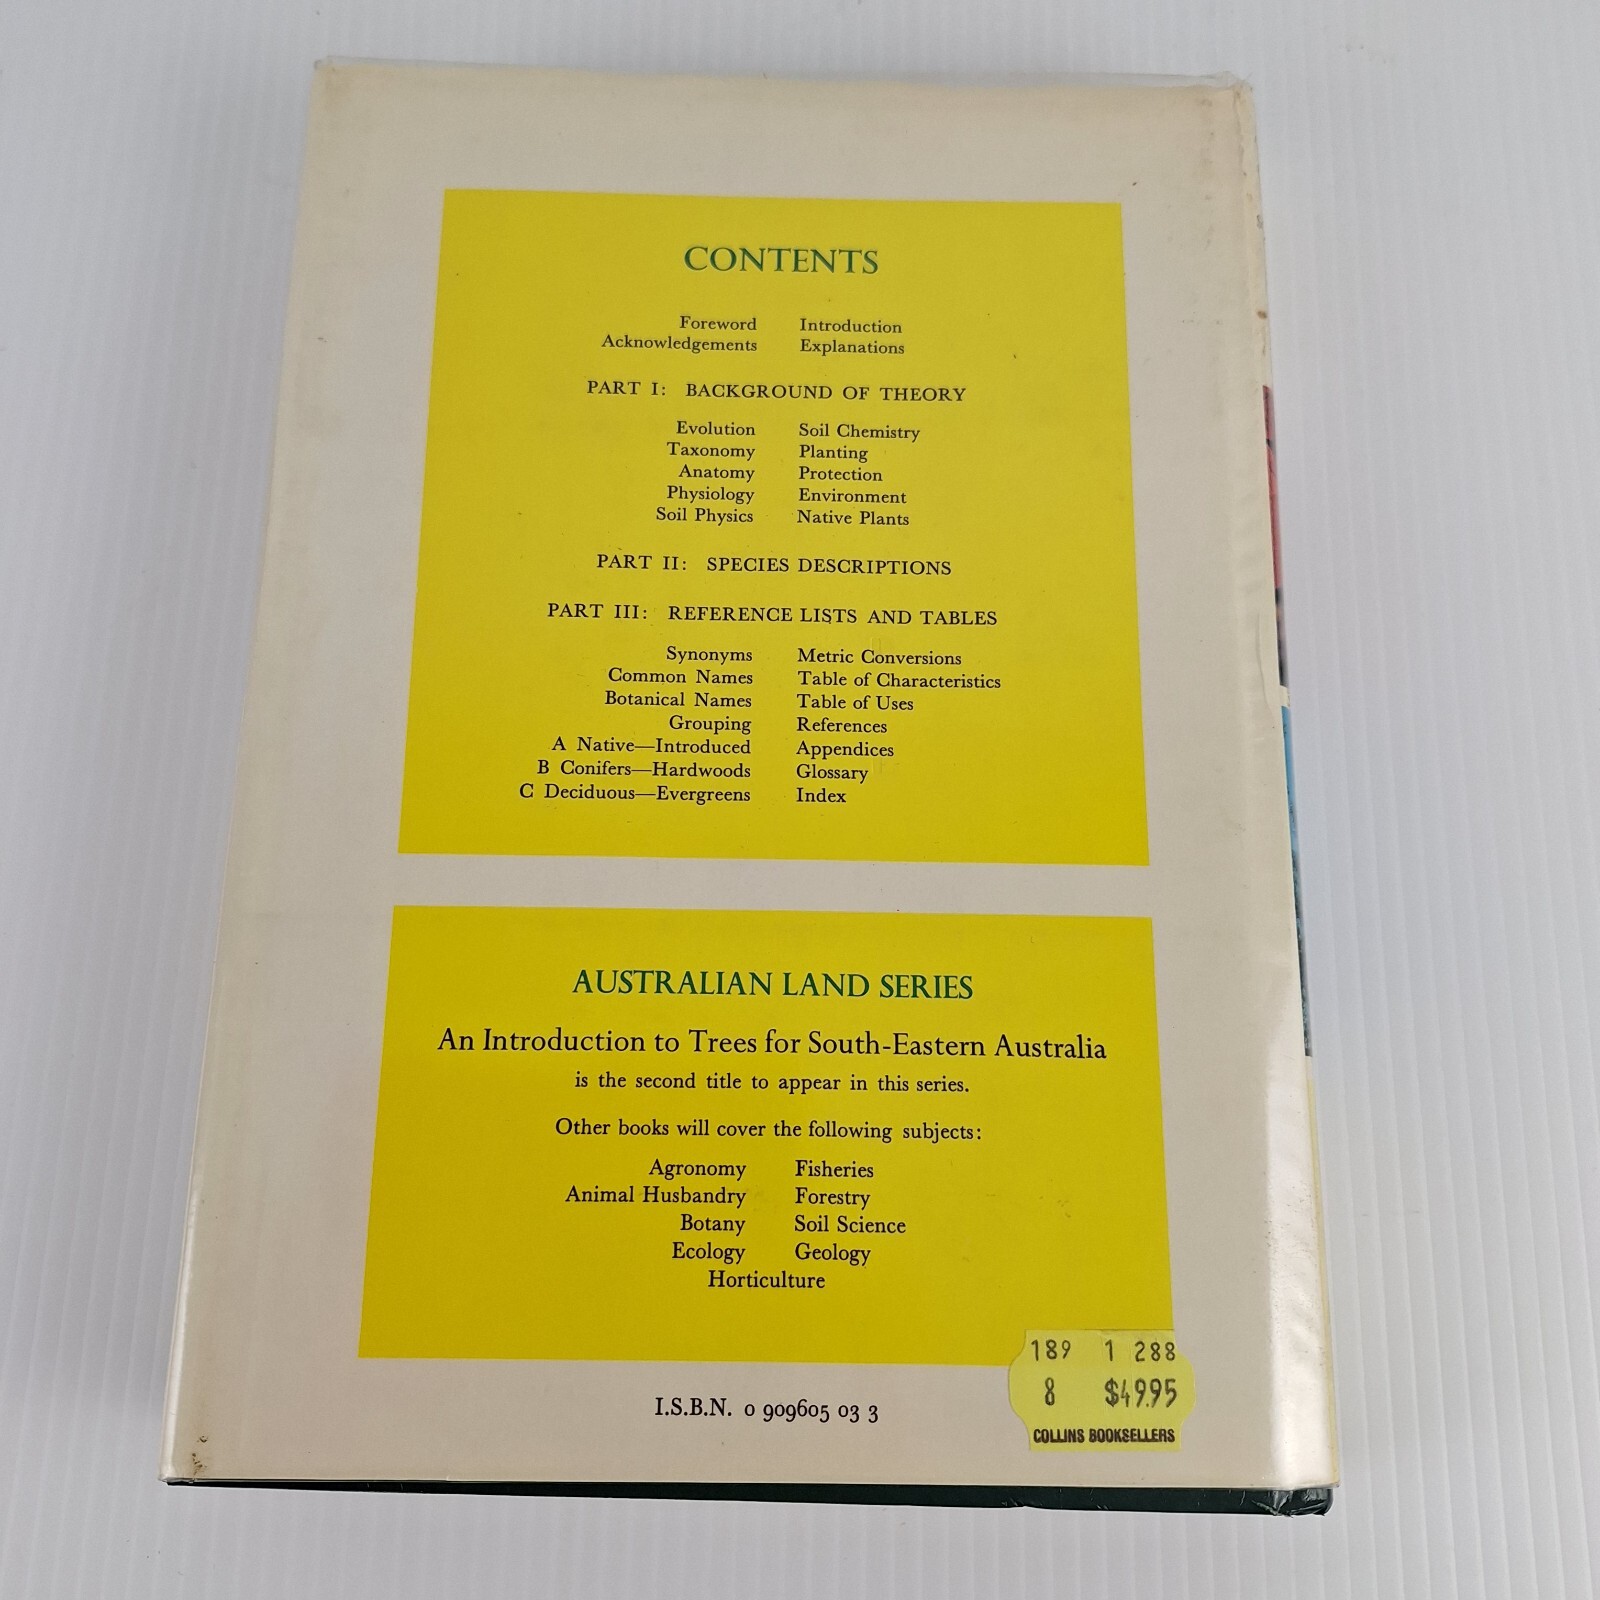 CONTENTS
Foreword Introduction
Acknowledgements Explanations
PART I: BACKGROUND OF THEORY
Evolution Soil Chemistry
Taxonomy Planting
Anatomy Protection
Physiology Environment
Soil Physics Native Plants
PART II: SPECIES DESCRIPTIONS
PART III: REFERENCE LISTS AND TABLES
Synonyms Metric Conversions
Common Names Table of Characteristics
Botanical Names Table of Uses
Grouping References
A Native—Introduced Appendices
B Conifers—Hardwoods Glossary
C Deciduous—Evergreens Index
AUSTRALIAN LAND SERIES
An Introduction to Trees for South-Eastern Australia
is the second title to appear in this series.
Other books will cover the following subjects:
Agronomy Fisheries
Animal Husbandry Forestry
Botany Soil Science
Ecology Geology
Horticulture
I.S.B.N. 0 909605 03 3
189 1 288
8 $49.95
COLLINS BOOKSELLERS